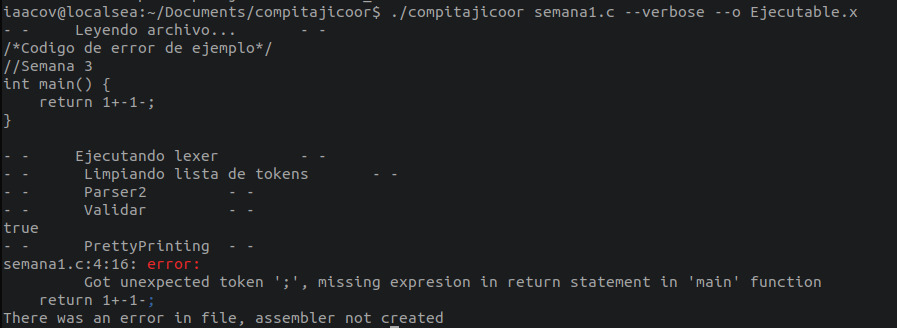 iaacov@localsea:~/Documents/compitajicoor$ ./compitajicoor semana1.c --verbose --o Ejecutable.x
- -     Leyendo archivo...       - -
/*Codigo de error de ejemplo*/
//Semana 3
int main() {
    return 1+-1-;
}
- -     Ejecutando lexer         - -
- -      Limpiando lista de tokens       - -
- -      Parser2         - -
- -      Validar         - -
true
- -      PrettyPrinting  - -
semana1.c:4:16: error:
         Got unexpected token ';', missing expresion in return statement in 'main' function
    return 1+-1-;
There was an error in file, assembler not created